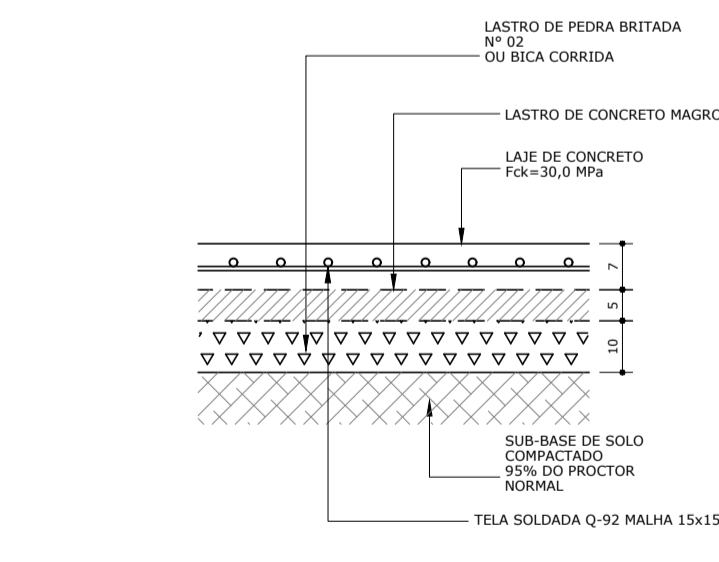 LASTRO DE PEDRA BRITADA
N° 02
OU BICA CORRIDA
LASTRO DE CONCRETO MAGRO
LAJE DE CONCRETO
Fck=30,0 MPa
7
5
10
SUB-BASE DE SOLO
COMPACTADO
95% DO PROCTOR
NORMAL
TELA SOLDADA Q-92 MALHA 15x15